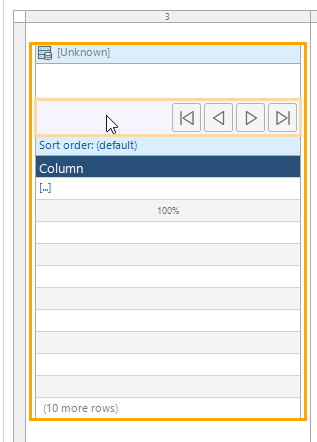 3
[Unknown]
Sort order: (default)
Column
[...]
100%
(10 more rows)